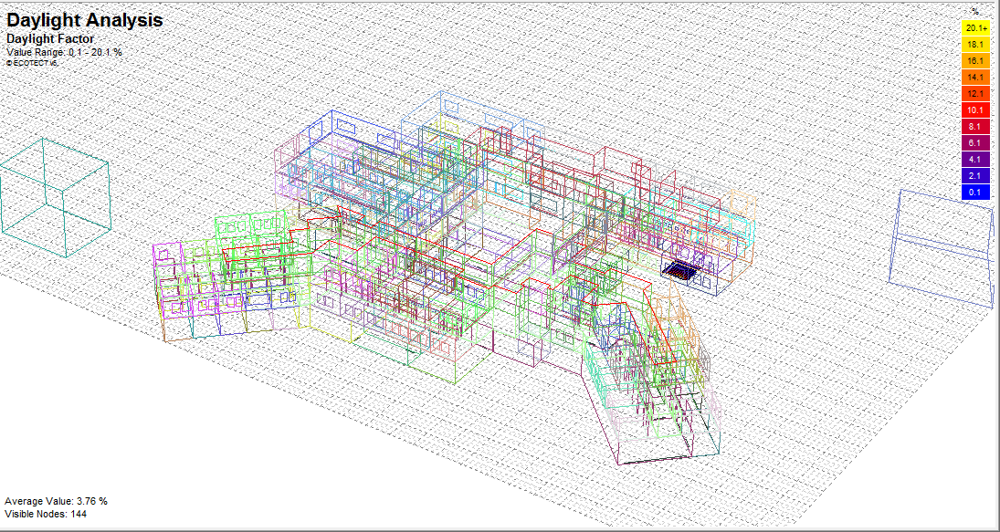 Daylight Analysis
Daylight Factor
Value Range: 0.1 - 20.1 %
© ECOTECT v5
%
20.1+
18.1
16.1
14.1
12.1
10.1
8.1
6.1
4.1
2.1
0.1
Average Value: 3.76 %
Visible Nodes: 144